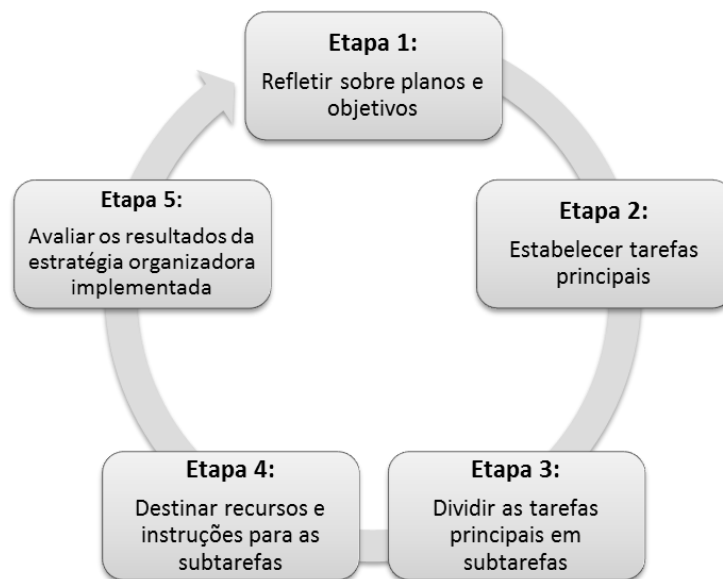 Etapa 1:
Refletir sobre planos e
objetivos
Etapa 2:
Estabelecer tarefas
principais
Etapa 3:
Dividir as tarefas
principais em
subtarefas
Etapa 4:
Destinar recursos e
instruções para as
subtarefas
Etapa 5:
Avaliar os resultados da
estratégia organizadora
implementada